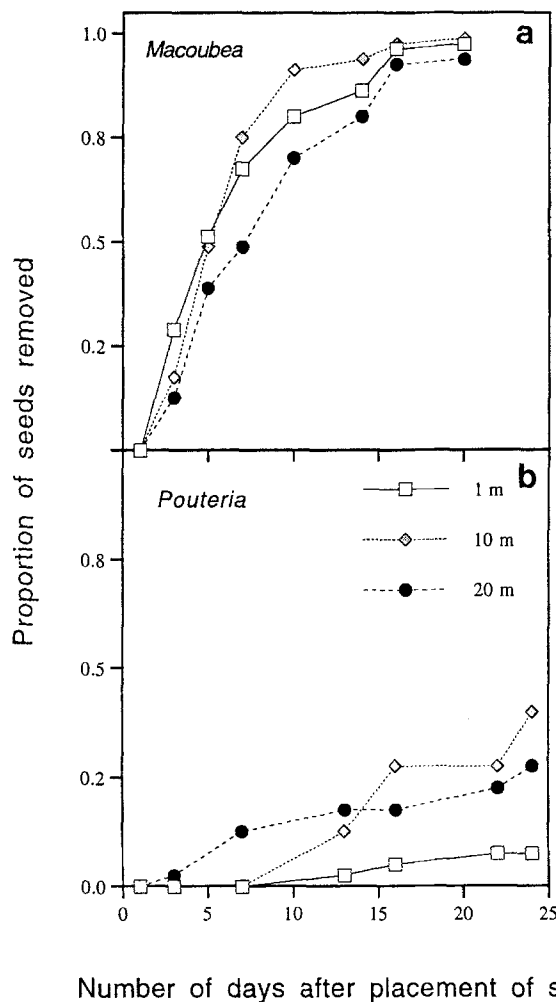 a
Macoubea
1.0
0.8
0.5
0.2
Proportion of seeds removed
b
Pouteria
1 m
10 m
20 m
0.8
0.5
0.2
0.0
0 5 10 15 20 25
Number of days after placement of s